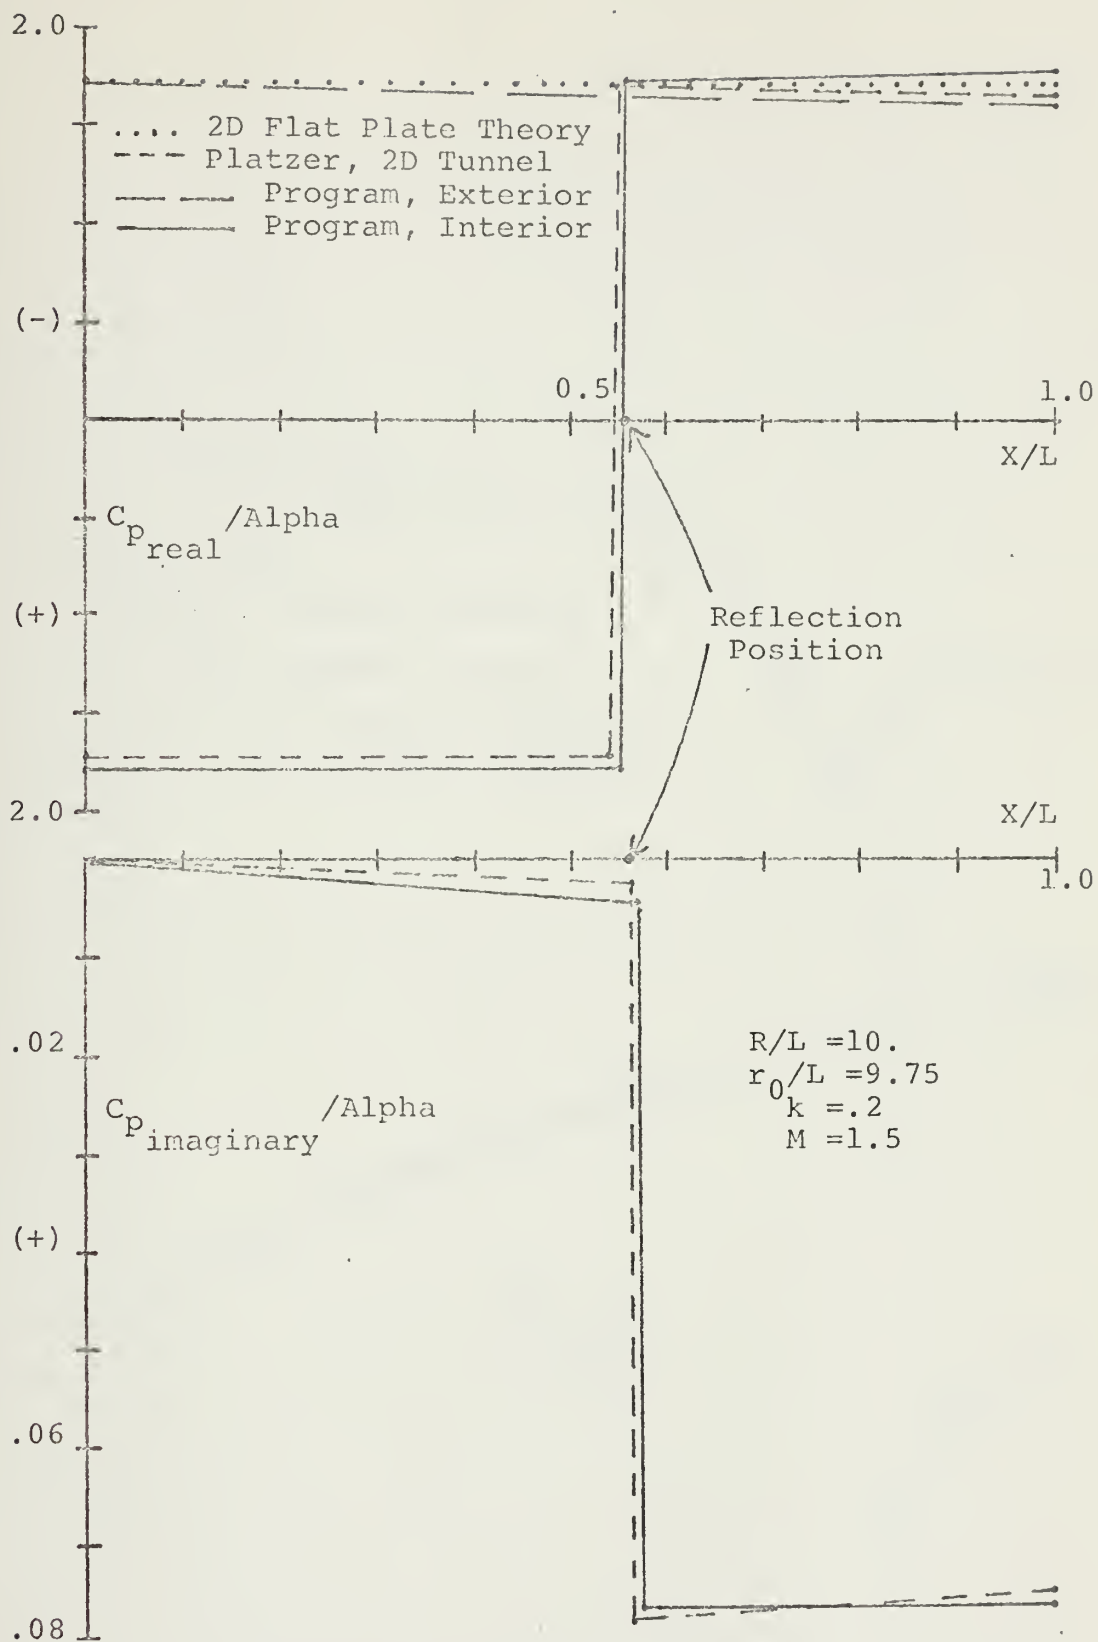 2.0
.... 2D Flat Plate Theory
---- Platzer, 2D Tunnel
Program, Exterior
Program, Interior
(-)
0.5
1.0
X/L
Cp real /Alpha
(+)
Reflection
Position
2.0
X/L
1.0
.02
R/L =10.
r0/L =9.75
k =.2
M =1.5
Cp imaginary /Alpha
(+)
.06
.08